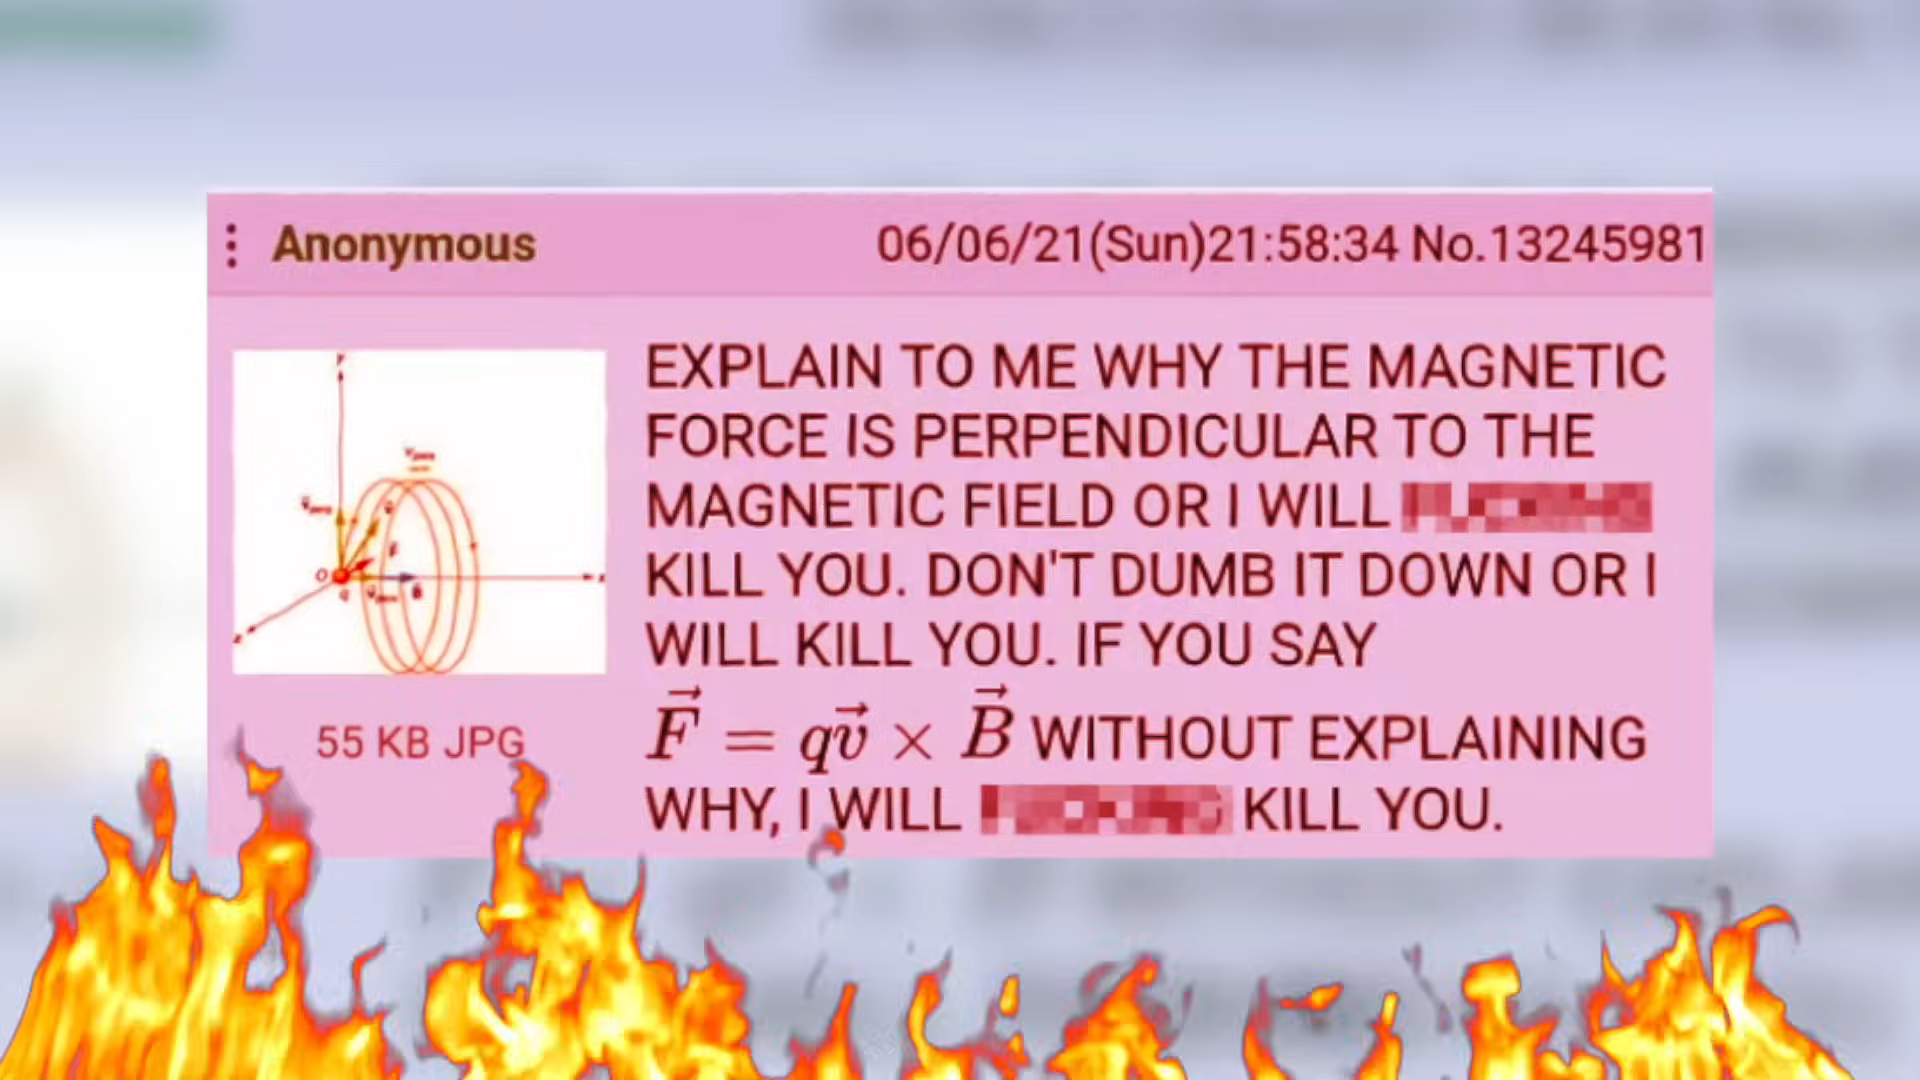 Anonymous 06/06/21(Sun)21:58:34 No.13245981
EXPLAIN TO ME WHY THE MAGNETIC
FORCE IS PERPENDICULAR TO THE
MAGNETIC FIELD OR I WILL
KILL YOU. DON'T DUMB IT DOWN OR I
WILL KILL YOU. IF YOU SAY
F⃗ = qv⃗ × B⃗ WITHOUT EXPLAINING
WHY, I WILL KILL YOU.
55 KB JPG